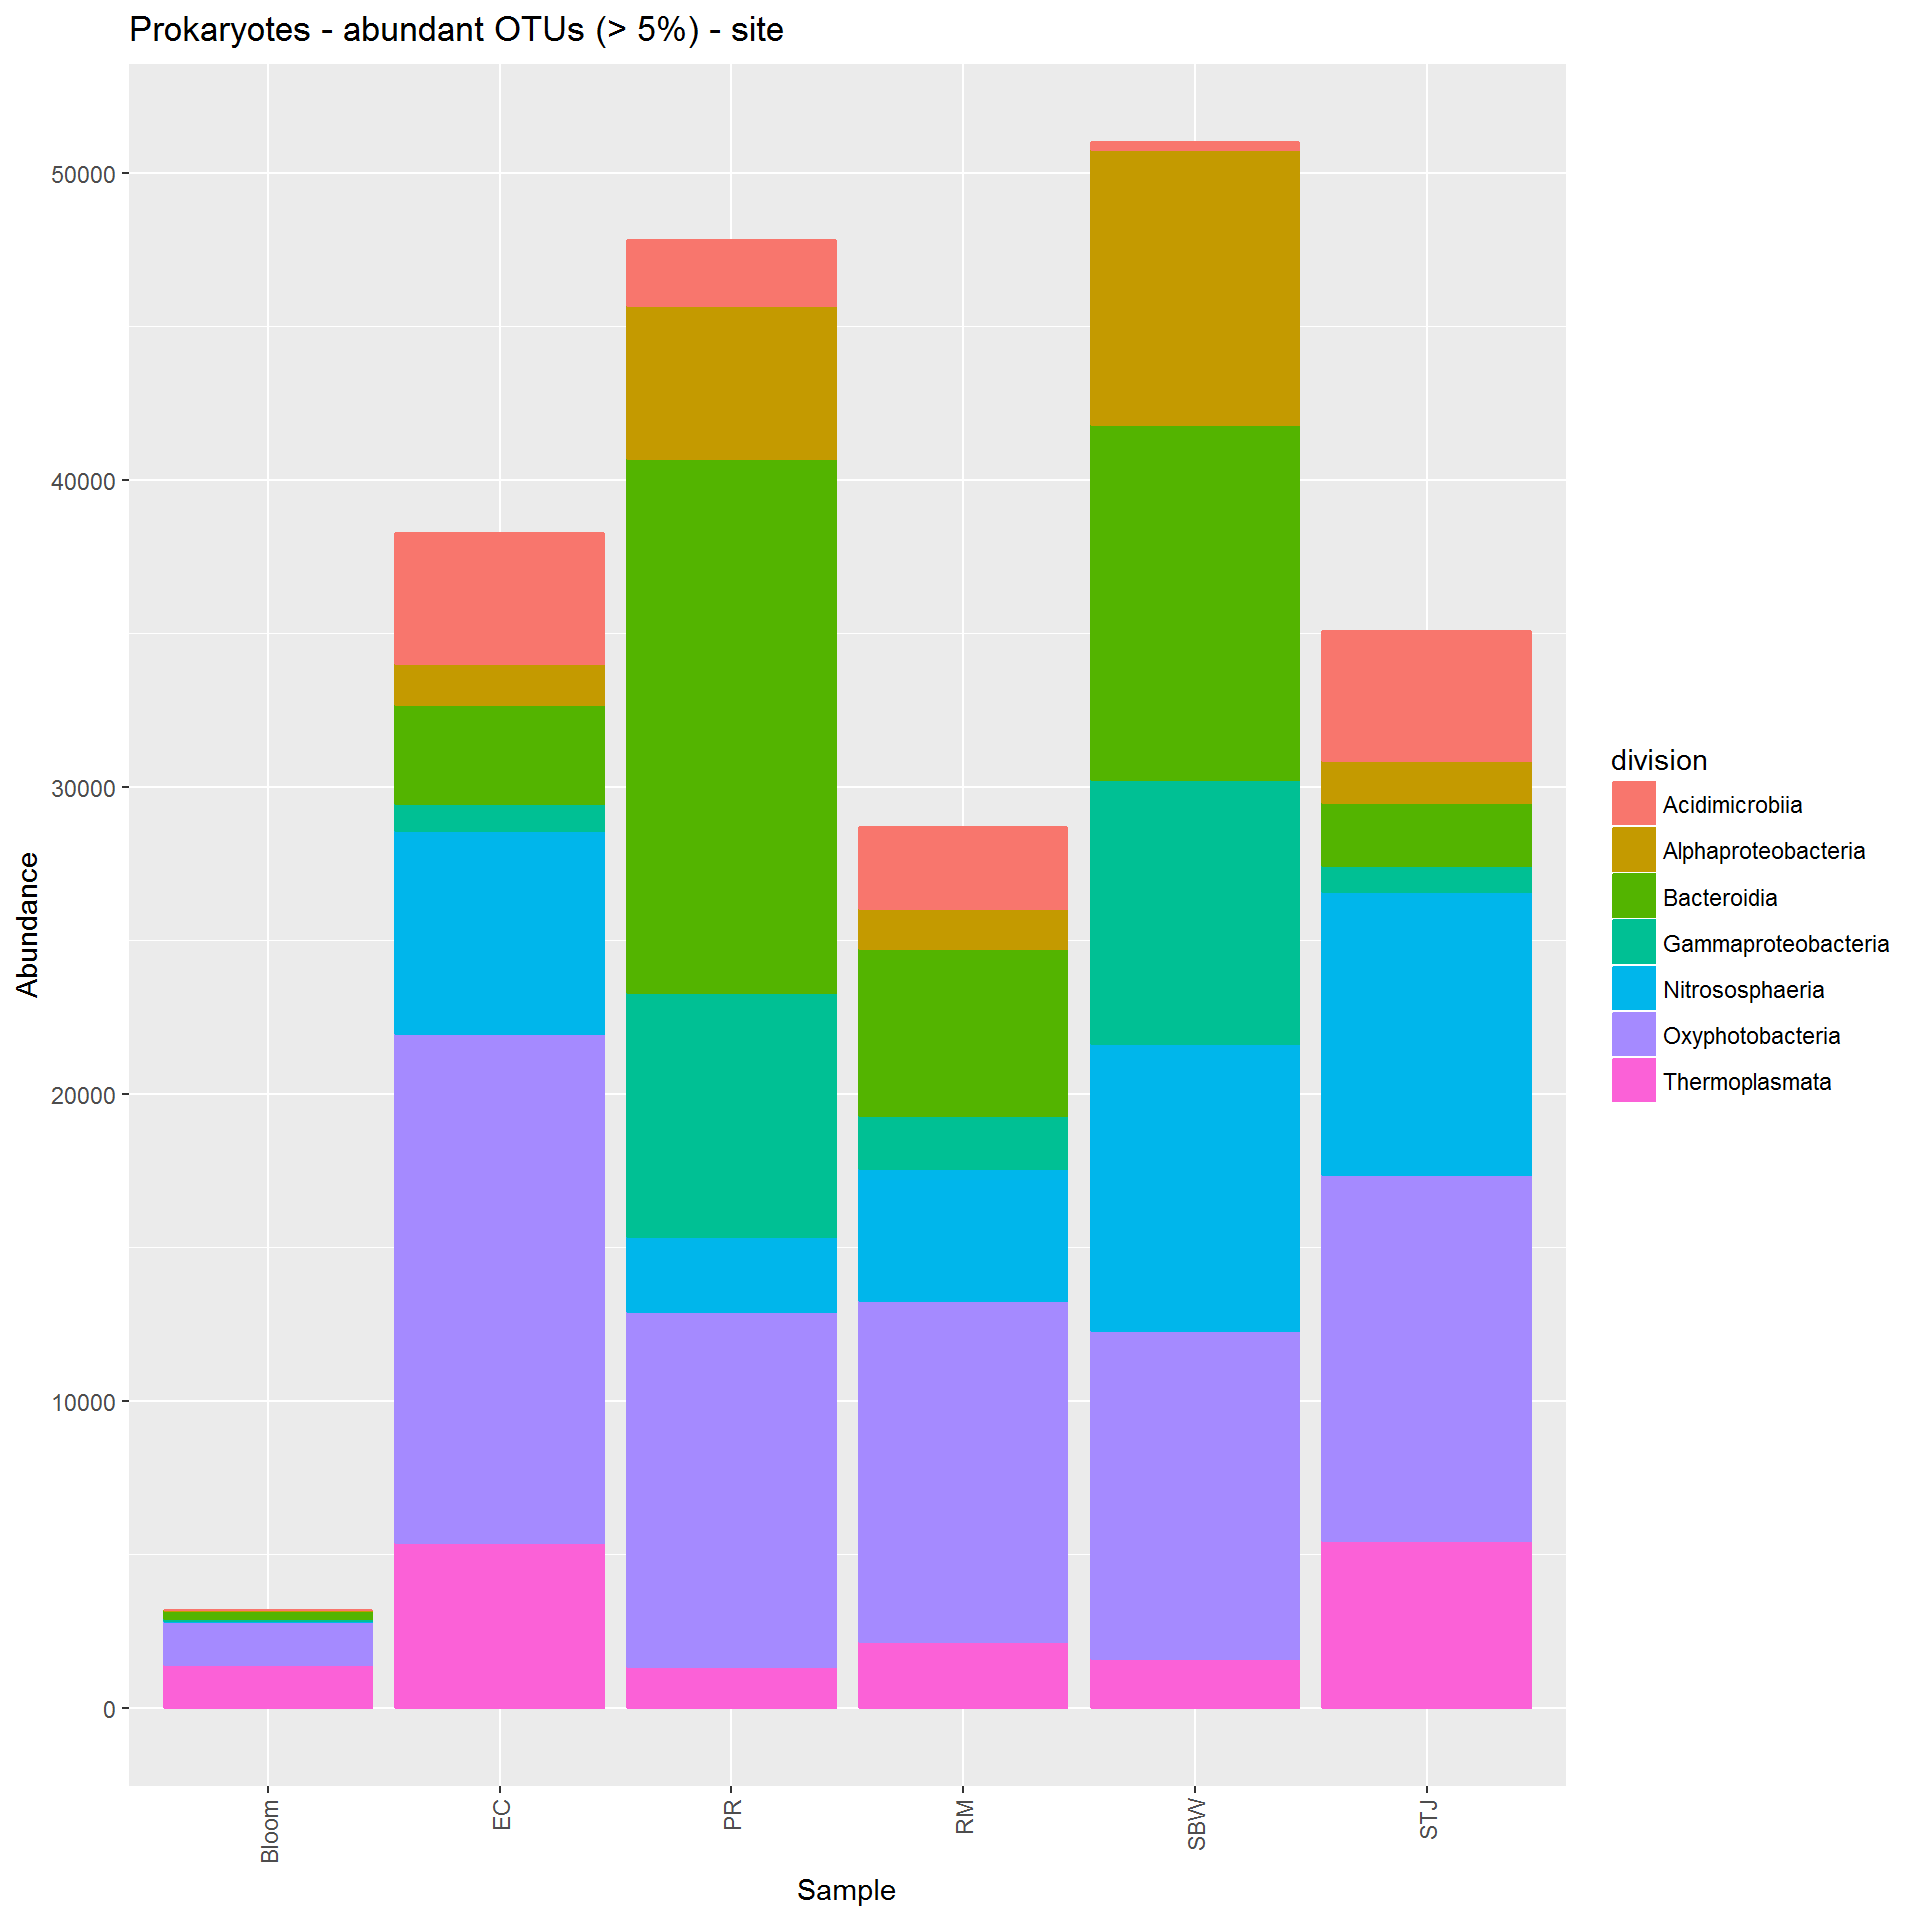 Prokaryotes - abundant OTUs (> 5%) - site
50000
40000
30000
20000
10000
0
Abundance
Bloom
EC
PR
RM
SBW
STJ
Sample
division
Acidimicrobiia
Alphaproteobacteria
Bacteroidia
Gammaproteobacteria
Nitrososphaeria
Oxyphotobacteria
Thermoplasmata